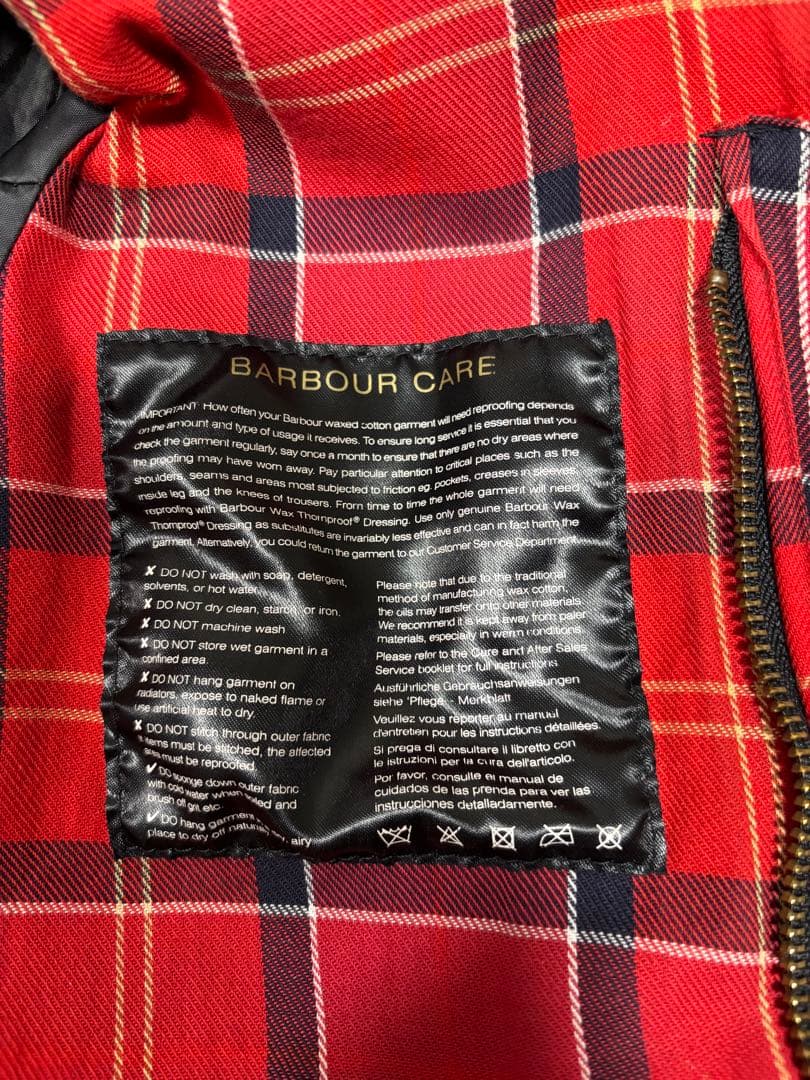 BARBOUR CARE
IMPORTANT How often your Barbour waxed cotton garment will need reproofing depends
on the amount and type of usage it receives. To ensure long service it is essential that you
check the garment regularly, say once a month to ensure that there are no dry areas where
the proofing may have worn away. Pay particular attention to critical places such as the
shoulders, seams and areas most subjected to friction eg. pockets, creases in sleeves,
inside leg and the knees of trousers. From time to time the whole garment will need
reproofing with Barbour Wax Thornproof® Dressing. Use only genuine Barbour Wax
Thornproof® Dressing as substitutes are invariably less effective and can in fact harm the
garment. Alternatively, you could return the garment to our Customer Service Department.
✗ DO NOT wash with soap, detergent,
solvents, or hot water.
✗ DO NOT dry clean, starch, or iron.
✗ DO NOT machine wash
✗ DO NOT store wet garment in a
confined area.
✗ DO NOT hang garment on
radiators, expose to naked flame or
use artificial heat to dry.
✗ DO NOT stitch through outer fabric
if items must be stitched, the affected
area must be reproofed.
✓ DO sponge down outer fabric
with cold water when soiled and
brush off grit etc.
✓ DO hang garment airy
place to dry off naturally
Please note that due to the traditional
method of manufacturing wax cotton,
the oils may transfer onto other materials
We recommend it is kept away from paler
materials, especially in warm conditions.
Please refer to the Care and After Sales
Service booklet for full instructions
Ausführliche Gebrauchsanweisungen
siehe 'Pflege - Merkblatt
Veuillez vous reporter au manuel
d'entretien pour les instructions détaillées.
Si prega di consultare il libretto con
le istruzioni per la cura dell'articolo.
Por favor, consulte el manual de
cuidados de las prenda para ver las
instrucciones detalladamente.